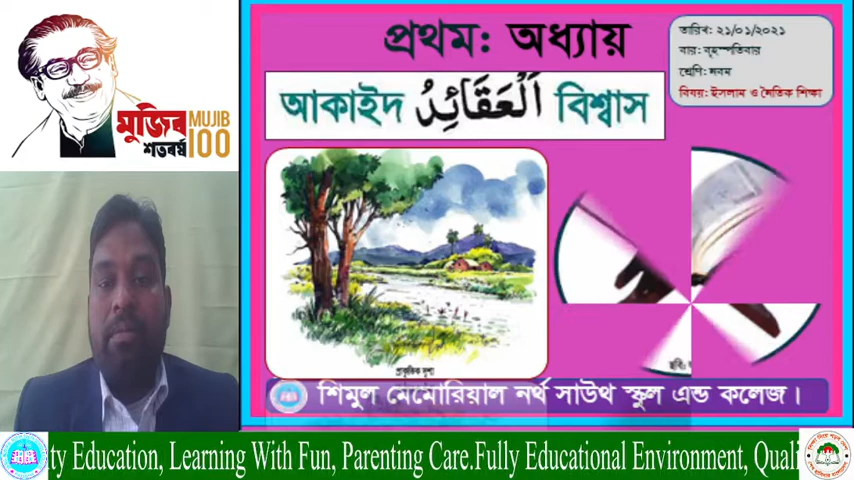 প্রথম: অধ্যায়
তারিখ: ২১/০১/২০২১
বার: বৃহস্পতিবার
শ্রেণি: নবম
বিষয়: ইসলাম ও নৈতিক শিক্ষা
আকাইদ اَلْعَقَائِدُ বিশ্বাস
মুজিব MUJIB
শতবর্ষ 100
প্রাকৃতিক দৃশ্য
ছবি:
শিমুল মেমোরিয়াল নর্থ সাউথ স্কুল এন্ড কলেজ।
ty Education, Learning With Fun, Parenting Care.Fully Educational Environment, Quali